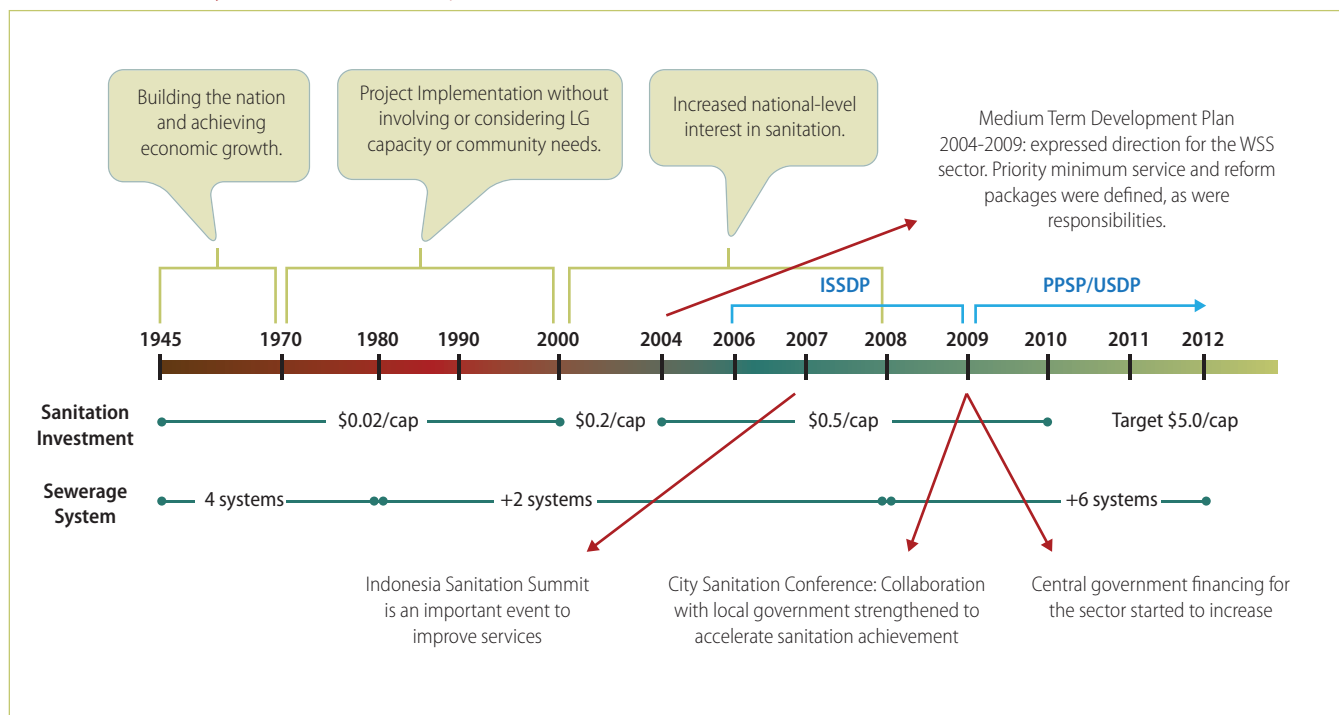 Building the nation
and achieving
economic growth.
Project Implementation without
involving or considering LG
capacity or community needs.
Increased national-level
interest in sanitation.
Medium Term Development Plan
2004-2009: expressed direction for the WSS
sector. Priority minimum service and reform
packages were defined, as were
responsibilities.
ISSDP
PPSP/USDP
1945 1970 1980 1990 2000 2004 2006 2007 2008 2009 2010 2011 2012
Sanitation
Investment
$0.02/cap $0.2/cap $0.5/cap Target $5.0/cap
Sewerage
System
4 systems +2 systems +6 systems
Indonesia Sanitation Summit
is an important event to
improve services
City Sanitation Conference: Collaboration
with local government strengthened to
accelerate sanitation achievement
Central government financing for
the sector started to increase